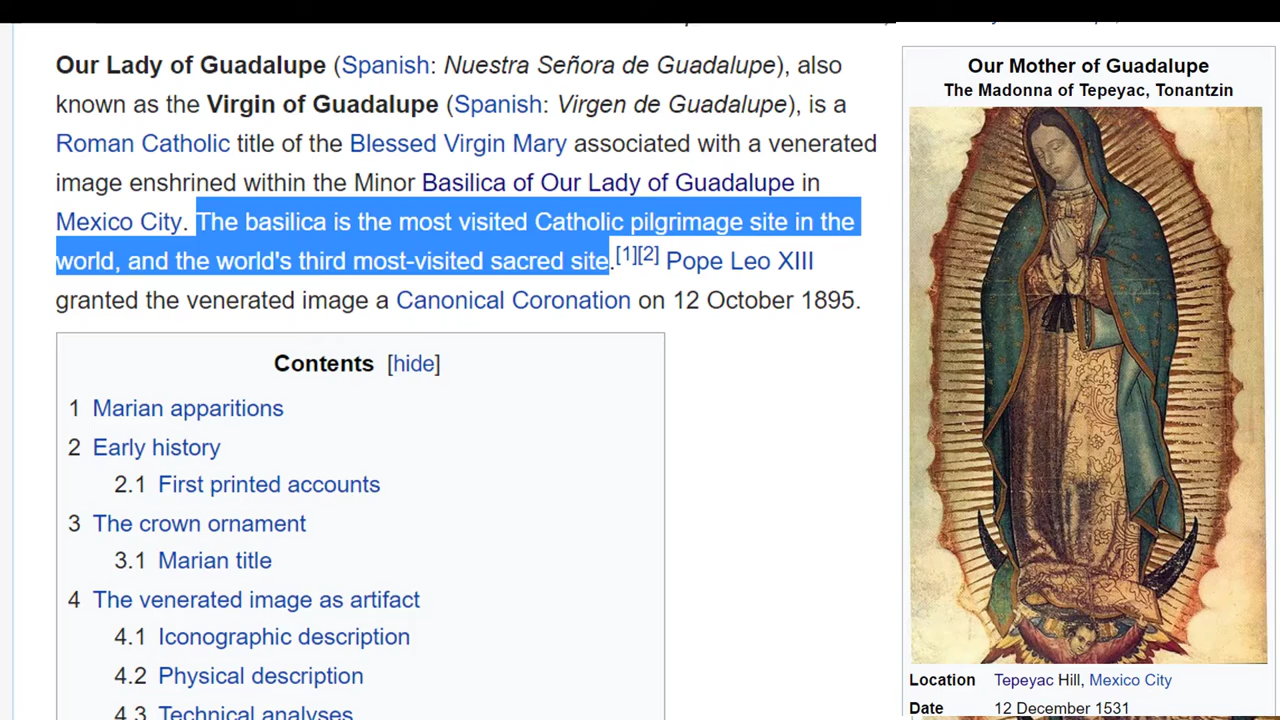 Our Lady of Guadalupe (Spanish: Nuestra Señora de Guadalupe), also
known as the Virgin of Guadalupe (Spanish: Virgen de Guadalupe), is a
Roman Catholic title of the Blessed Virgin Mary associated with a venerated
image enshrined within the Minor Basilica of Our Lady of Guadalupe in
Mexico City. The basilica is the most visited Catholic pilgrimage site in the
world, and the world's third most-visited sacred site.[1][2] Pope Leo XIII
granted the venerated image a Canonical Coronation on 12 October 1895.
Contents [hide]
1 Marian apparitions
2 Early history
2.1 First printed accounts
3 The crown ornament
3.1 Marian title
4 The venerated image as artifact
4.1 Iconographic description
4.2 Physical description
4.3 Technical analyses
Our Mother of Guadalupe
The Madonna of Tepeyac, Tonantzin
Location Tepeyac Hill, Mexico City
Date 12 December 1531